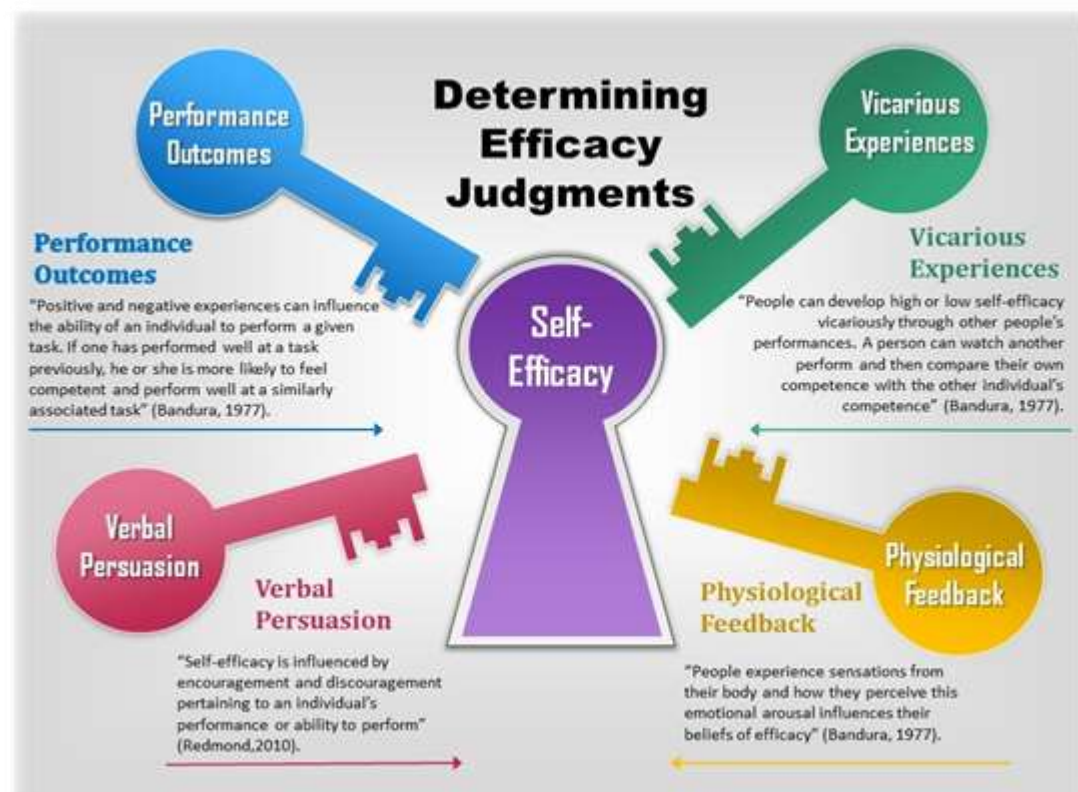 Determining
Efficacy
Judgments
Performance
Outcomes
Performance
Outcomes
"Positive and negative experiences can influence
the ability of an individual to perform a given
task. If one has performed well at a task
previously, he or she is more likely to feel
competent and perform well at a similarly
associated task" (Bandura, 1977).
Vicarious
Experiences
Vicarious
Experiences
"People can develop high or low self-efficacy
vicariously through other people's
performances. A person can watch another
perform and then compare their own
competence with the other individual's
competence" (Bandura, 1977).
Self-
Efficacy
Verbal
Persuasion
Verbal
Persuasion
"Self-efficacy is influenced by
encouragement and discouragement
pertaining to an individual's
performance or ability to perform"
(Redmond,2010).
Physiological
Feedback
Physiological
Feedback
"People experience sensations from
their body and how they perceive this
emotional arousal influences their
beliefs of efficacy" (Bandura, 1977).